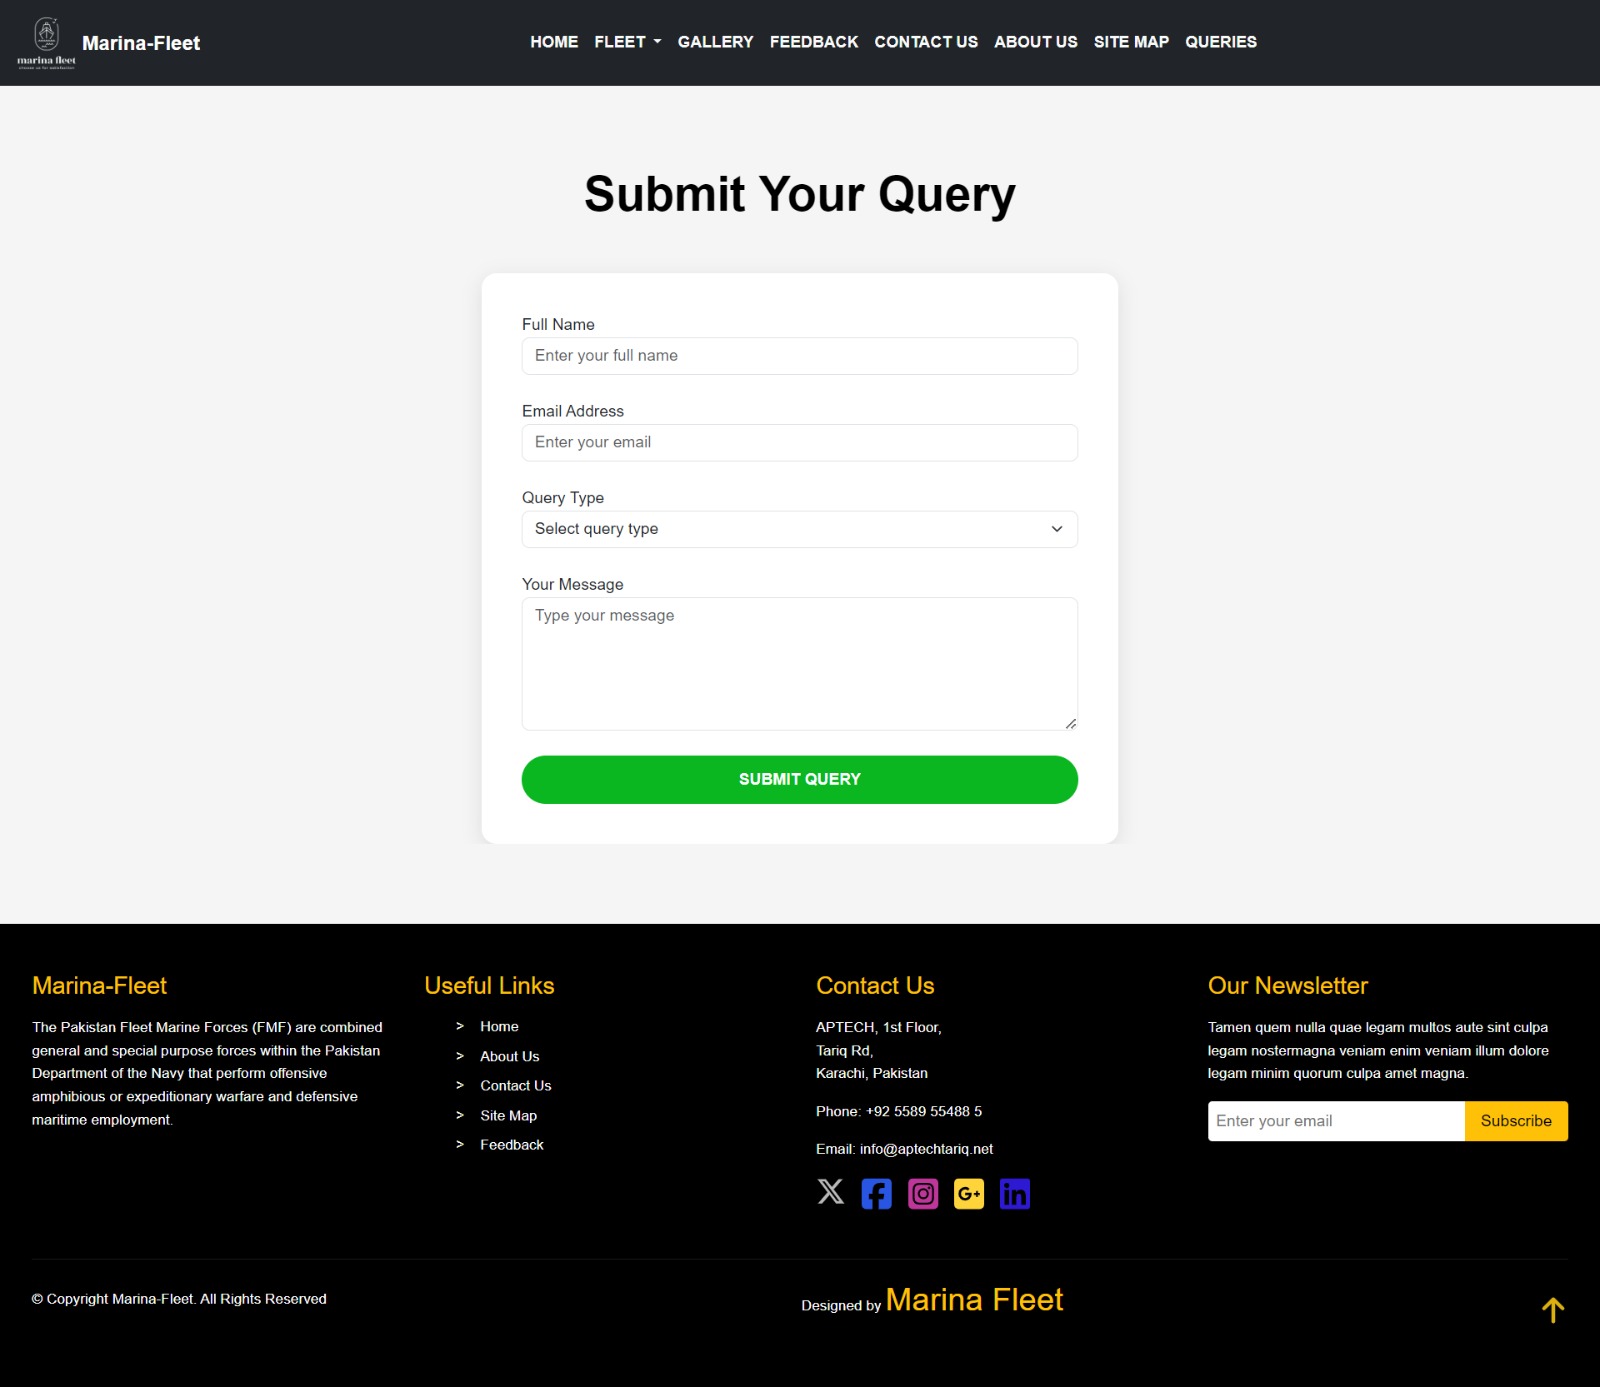 marina fleet
Marina-Fleet
HOME FLEET GALLERY FEEDBACK CONTACT US ABOUT US SITE MAP QUERIES
Submit Your Query
Full Name
Enter your full name
Email Address
Enter your email
Query Type
Select query type
Your Message
Type your message
SUBMIT QUERY
Marina-Fleet
The Pakistan Fleet Marine Forces (FMF) are combined
general and special purpose forces within the Pakistan
Department of the Navy that perform offensive
amphibious or expeditionary warfare and defensive
maritime employment.
Useful Links
> Home
> About Us
> Contact Us
> Site Map
> Feedback
Contact Us
APTECH, 1st Floor,
Tariq Rd,
Karachi, Pakistan
Phone: +92 5589 55488 5
Email: info@aptechtariq.net
Our Newsletter
Tamen quem nulla quae legam multos aute sint culpa
legam nostermagna veniam enim veniam illum dolore
legam minim quorum culpa amet magna.
Enter your email Subscribe
© Copyright Marina-Fleet. All Rights Reserved
Designed by Marina Fleet